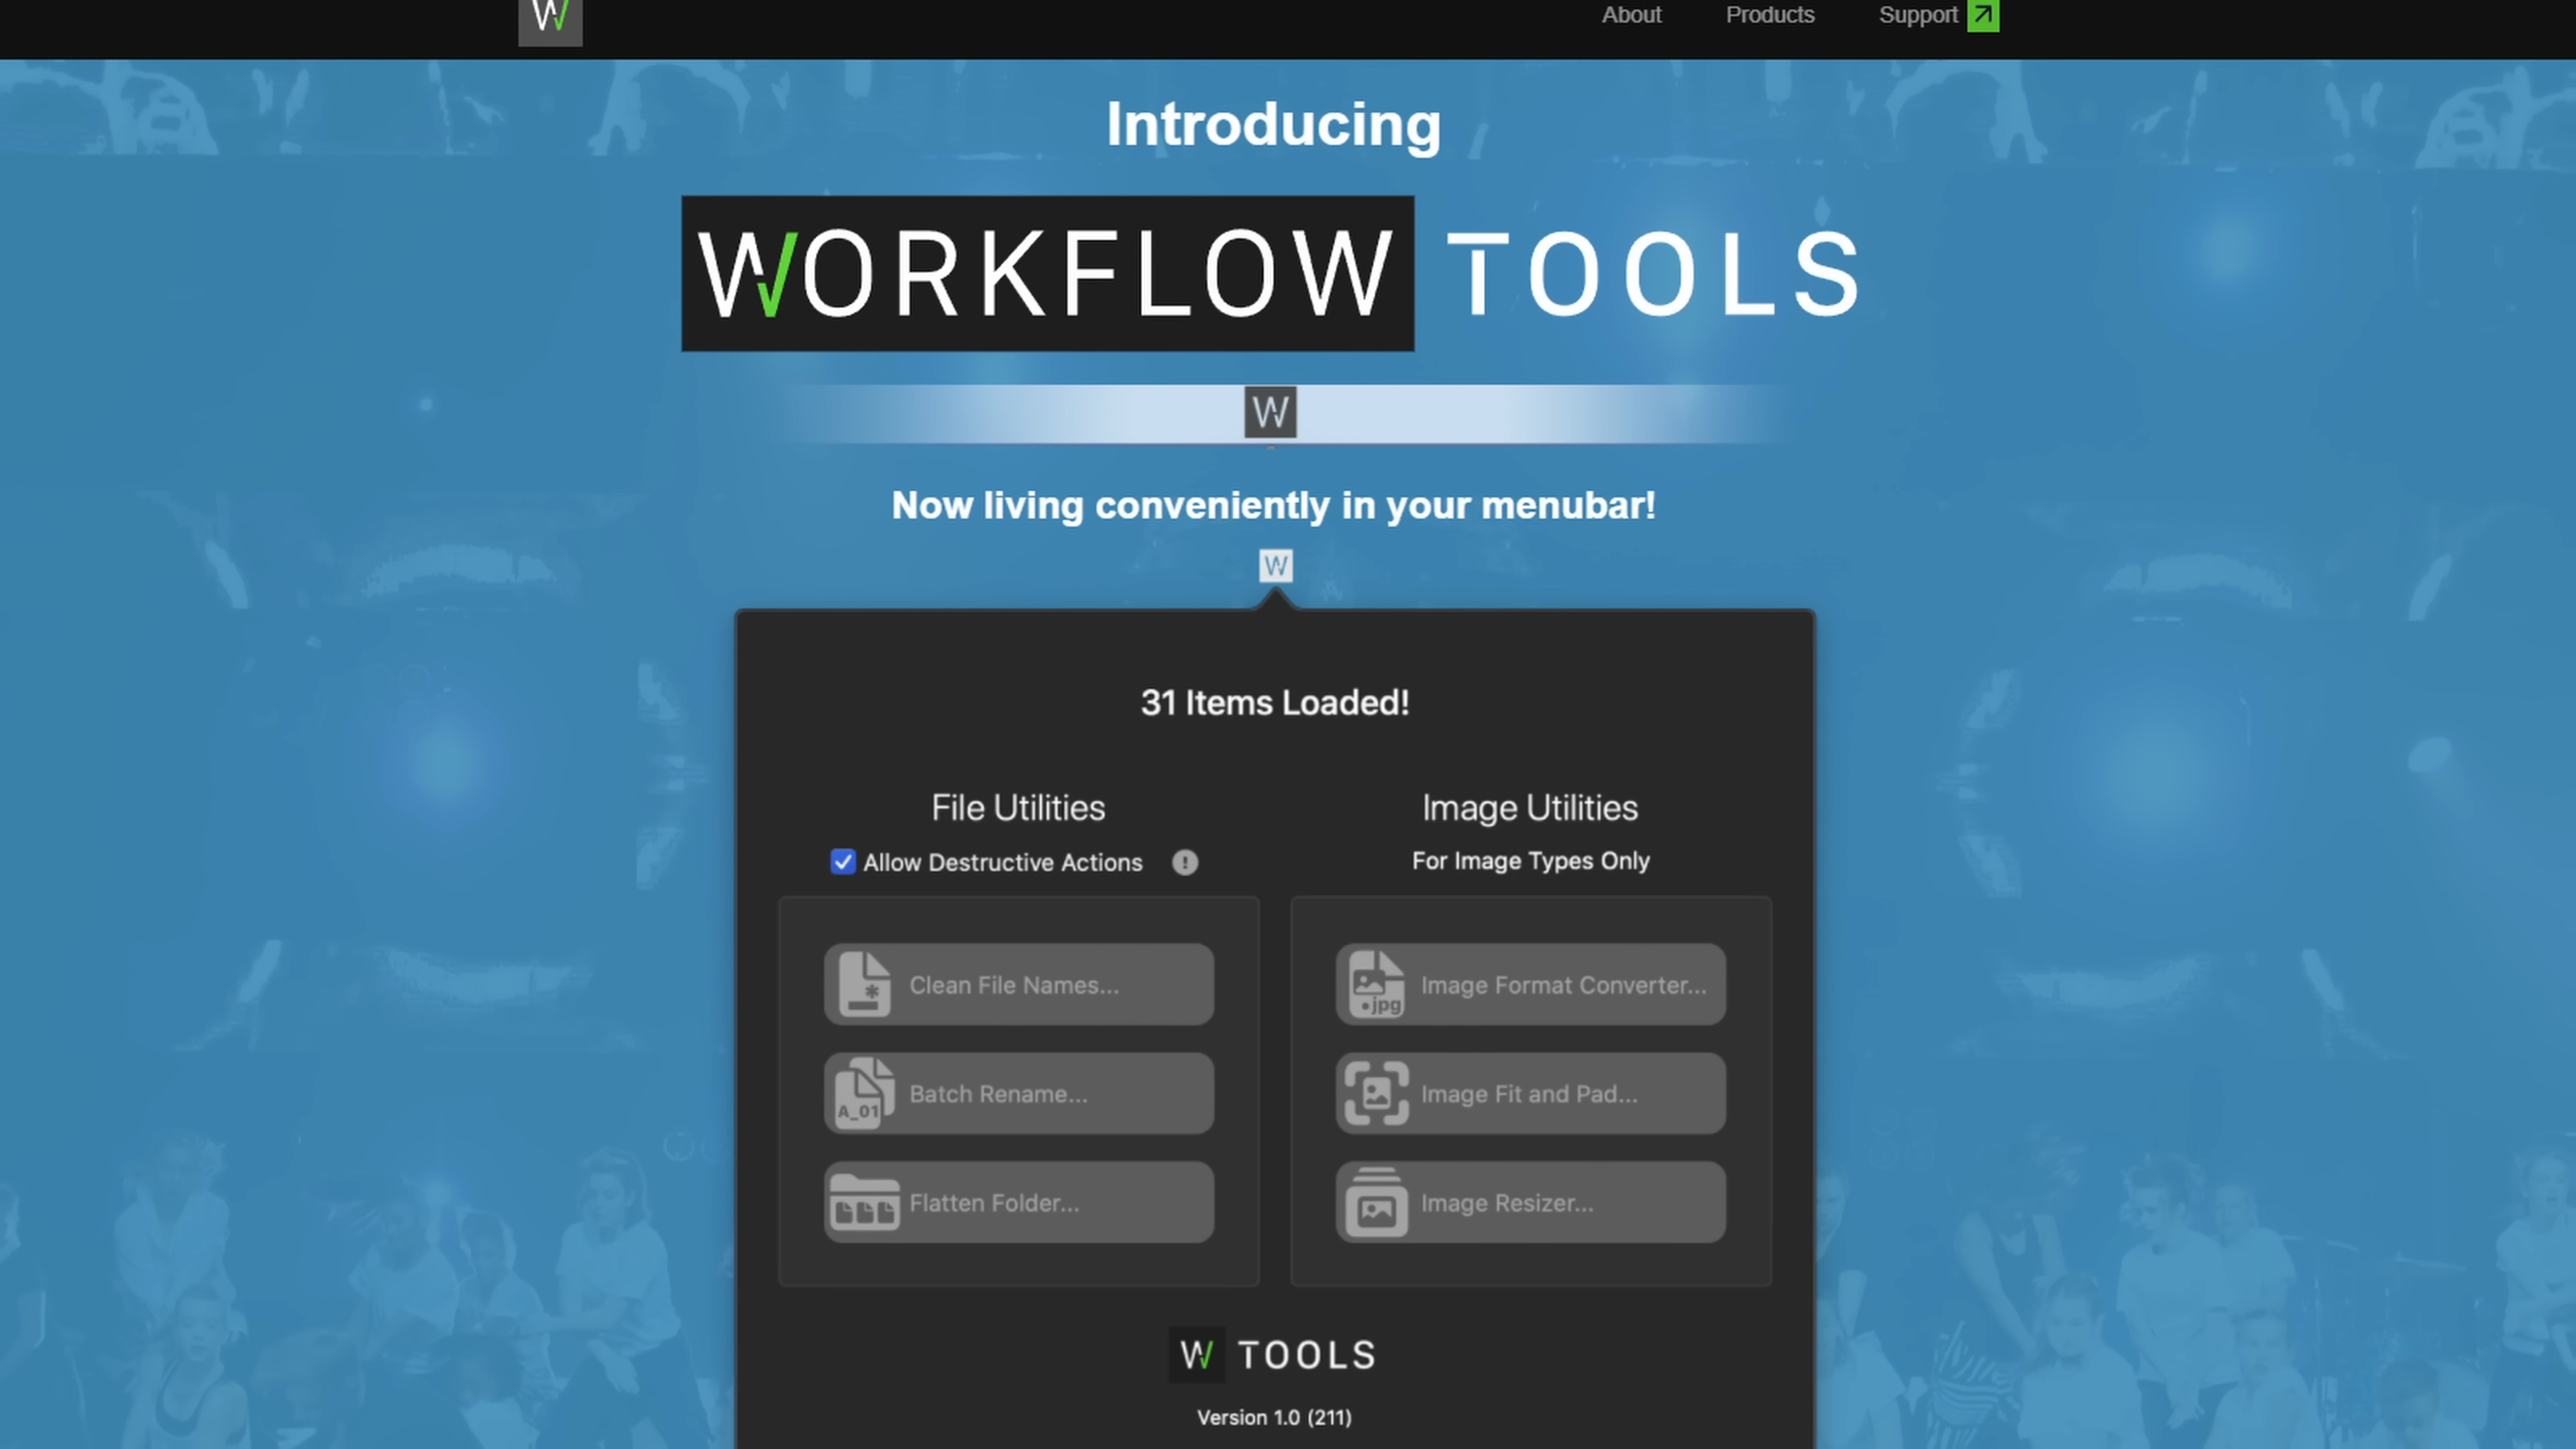 W
About Products Support
Introducing
WORKFLOW TOOLS
W
Now living conveniently in your menubar!
W
31 Items Loaded!
File Utilities
Allow Destructive Actions !
Clean File Names...
A_01 Batch Rename...
Flatten Folder...
Image Utilities
For Image Types Only
.jpg Image Format Converter...
Image Fit and Pad...
Image Resizer...
W TOOLS
Version 1.0 (211)